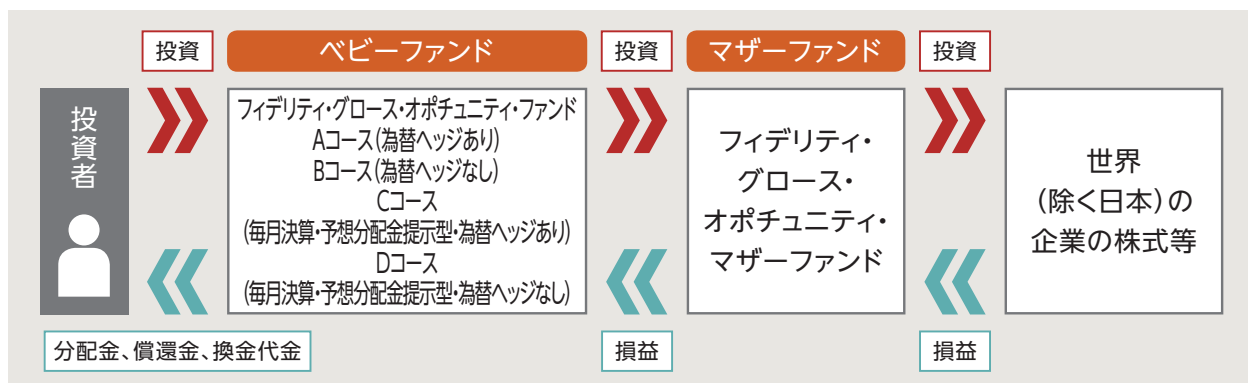 投資
ベビーファンド
投資
マザーファンド
投資
投資者
フィデリティ・グロース・オポチュニティ・ファンド
Aコース(為替ヘッジあり)
Bコース(為替ヘッジなし)
Cコース
(毎月決算・予想分配金提示型・為替ヘッジあり)
Dコース
(毎月決算・予想分配金提示型・為替ヘッジなし)
フィデリティ・
グロース・
オポチュニティ・
マザーファンド
世界
(除く日本)の
企業の株式等
分配金、償還金、換金代金
損益
損益